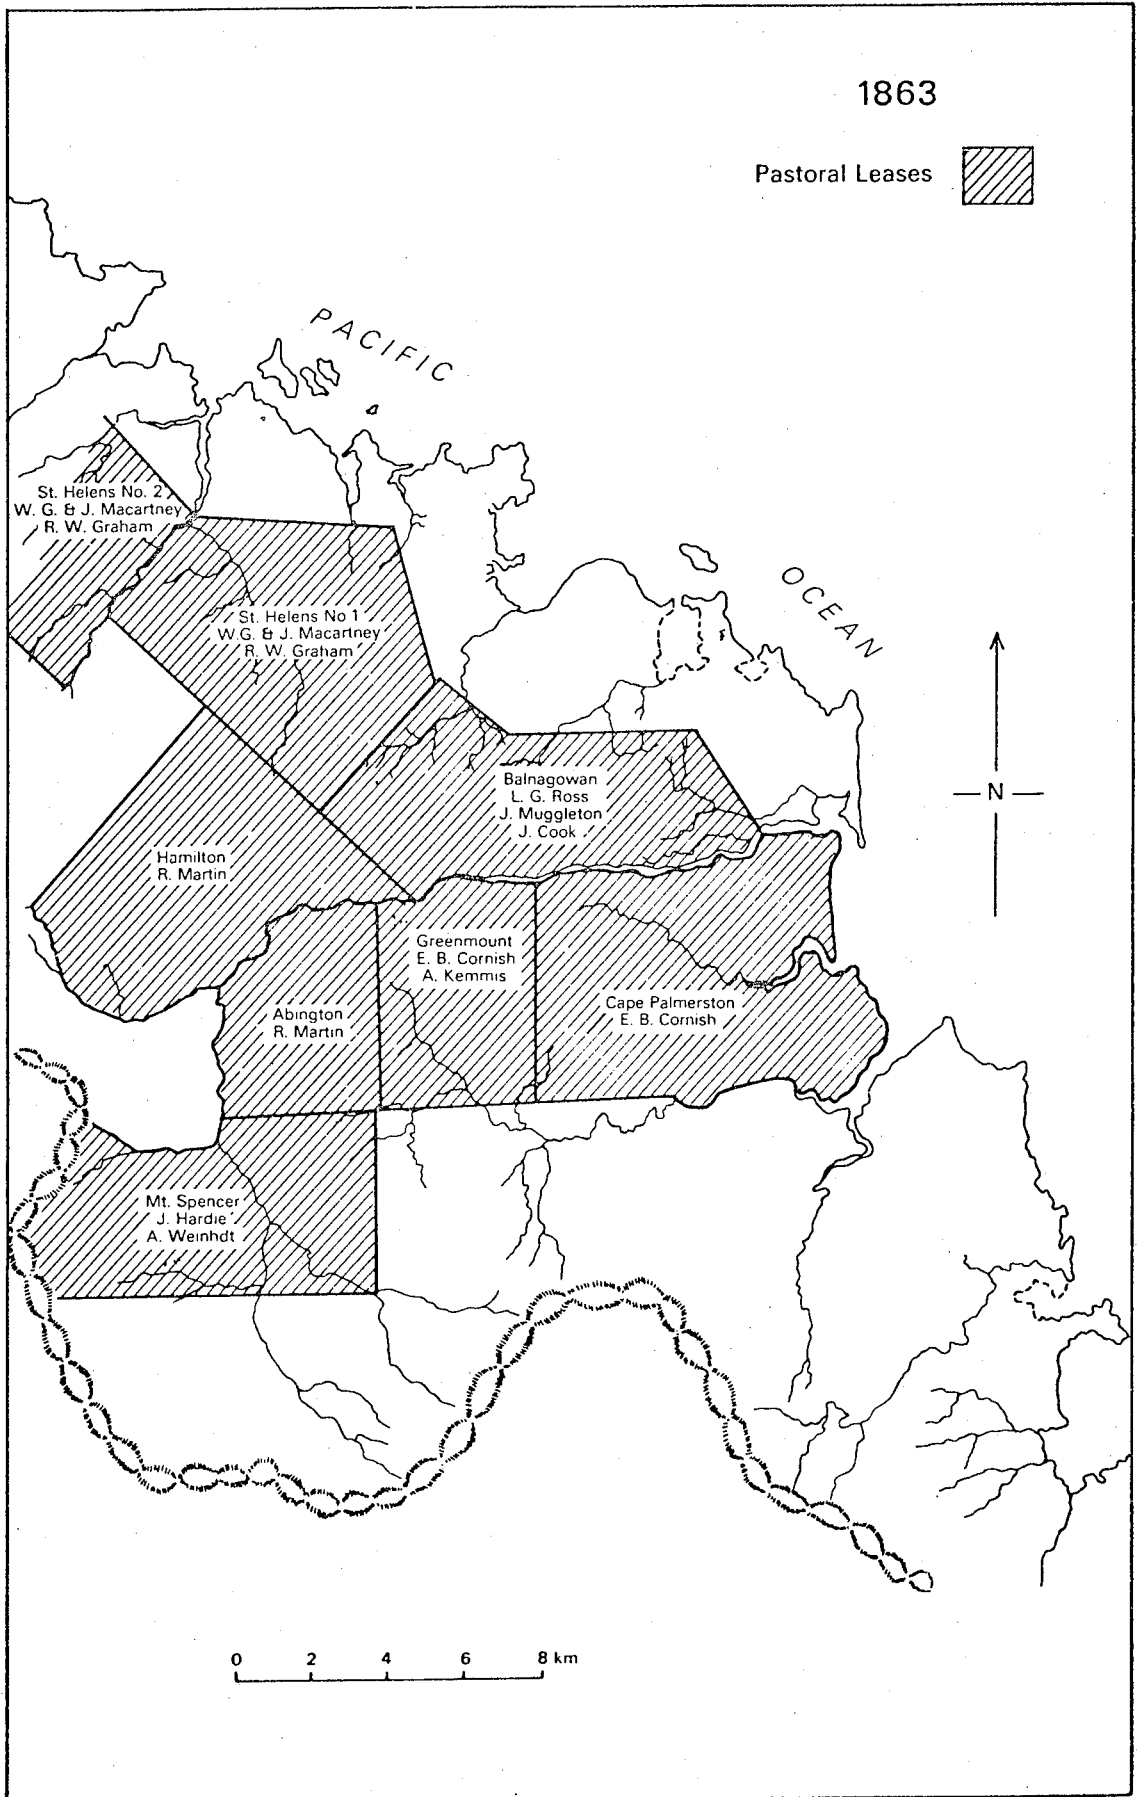 1863
Pastoral Leases
PACIFIC
OCEAN
St. Helens No. 2
W. G. & J. Macartney
R. W. Graham
St. Helens No 1
W.G. & J. Macartney
R. W. Graham
N
Balnagowan
L. G. Ross
J. Muggleton
J. Cook
Hamilton
R. Martin
Greenmount
E. B. Cornish
A. Kemmis
Abington
R. Martin
Cape Palmerston
E. B. Cornish
Mt. Spencer
J. Hardie
A. Weinhdt
0 2 4 6 8 km